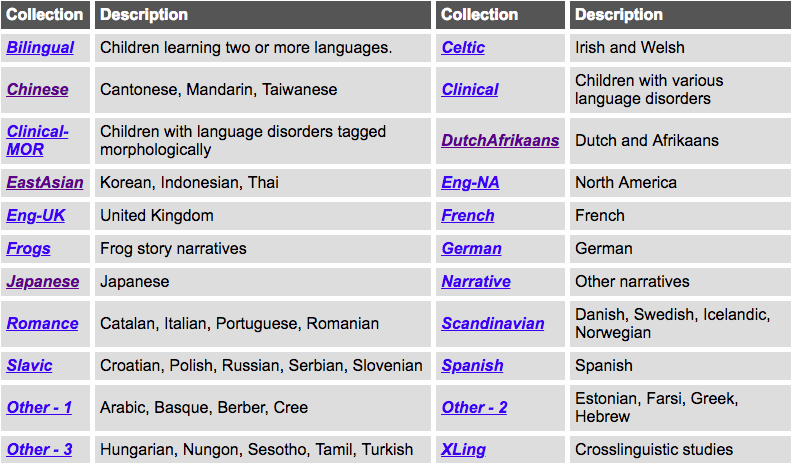 Collection Description Collection Description
Bilingual Children learning two or more languages. Celtic Irish and Welsh
Chinese Cantonese, Mandarin, Taiwanese Clinical Children with various
language disorders
Clinical-
MOR Children with language disorders tagged
morphologically DutchAfrikaans Dutch and Afrikaans
EastAsian Korean, Indonesian, Thai Eng-NA North America
Eng-UK United Kingdom French French
Frogs Frog story narratives German German
Japanese Japanese Narrative Other narratives
Romance Catalan, Italian, Portuguese, Romanian Scandinavian Danish, Swedish, Icelandic,
Norwegian
Slavic Croatian, Polish, Russian, Serbian, Slovenian Spanish Spanish
Other - 1 Arabic, Basque, Berber, Cree Other - 2 Estonian, Farsi, Greek,
Hebrew
Other - 3 Hungarian, Nungon, Sesotho, Tamil, Turkish XLing Crosslinguistic studies